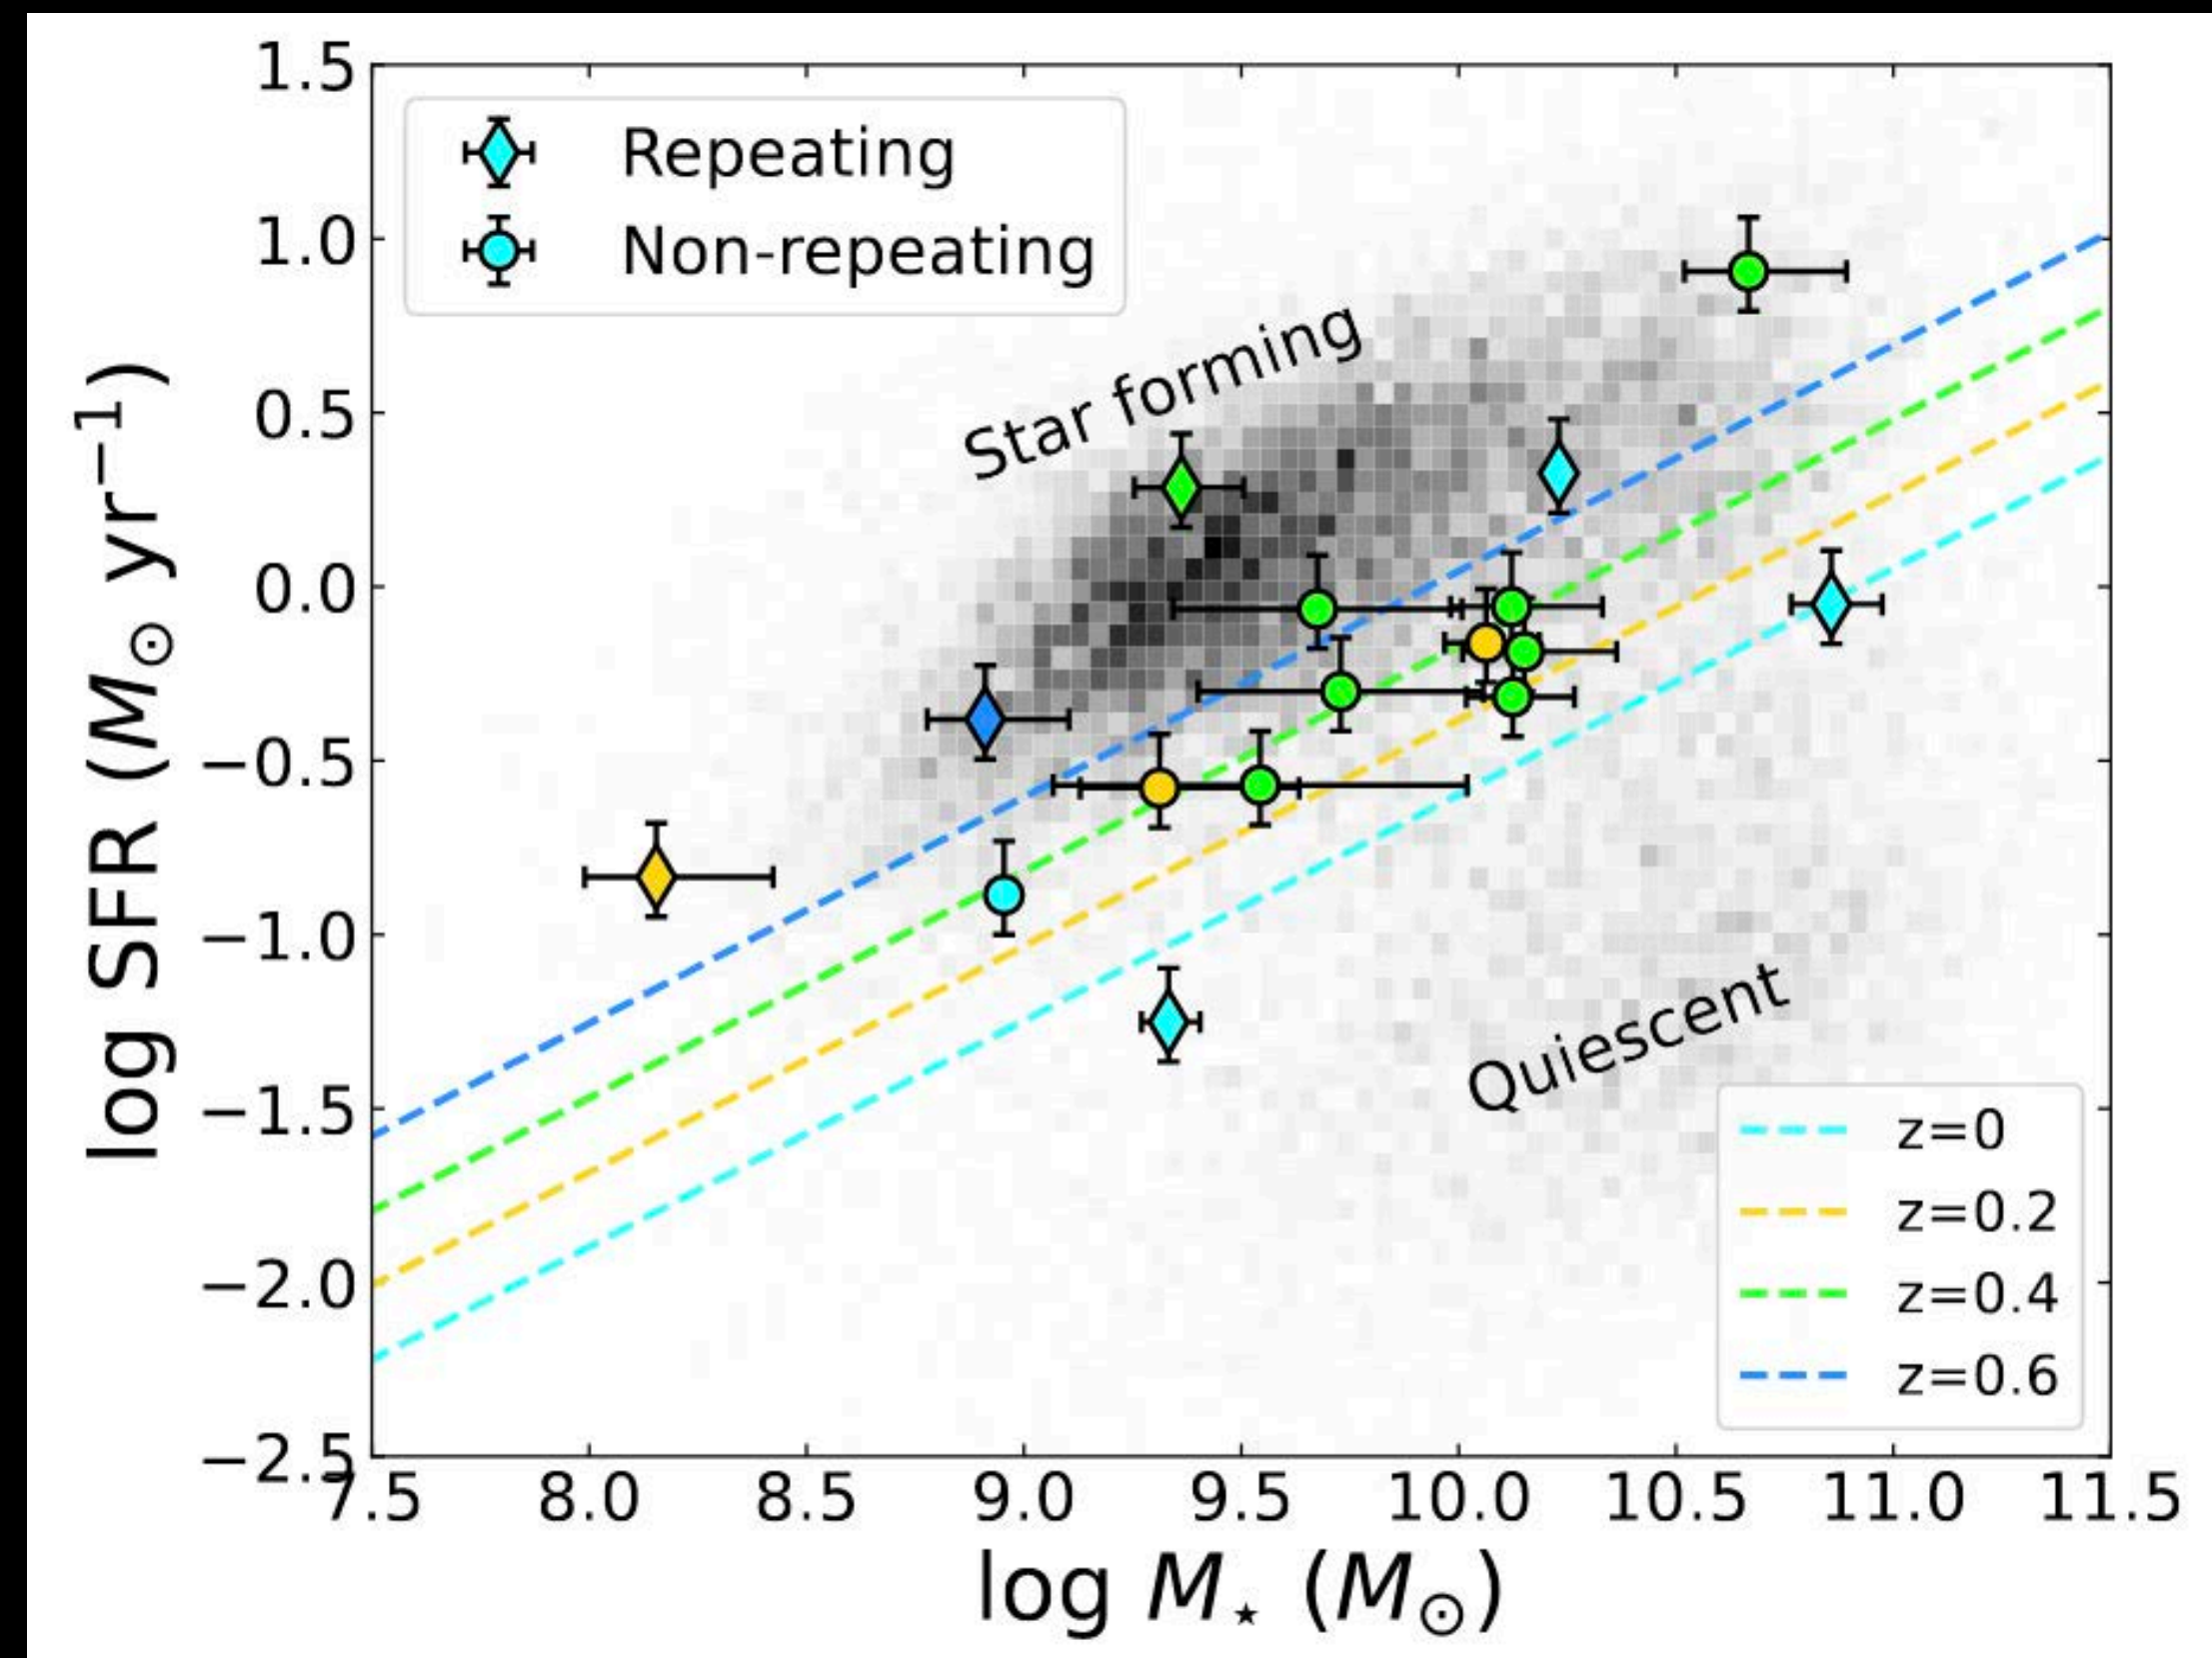 1.5
1.0
0.5
0.0
−0.5
−1.0
−1.5
−2.0
−2.5
log SFR (M⊙ yr−1)
Repeating
Non-repeating
Star forming
Quiescent
z=0
z=0.2
z=0.4
z=0.6
7.5 8.0 8.5 9.0 9.5 10.0 10.5 11.0 11.5
log M⋆ (M⊙)